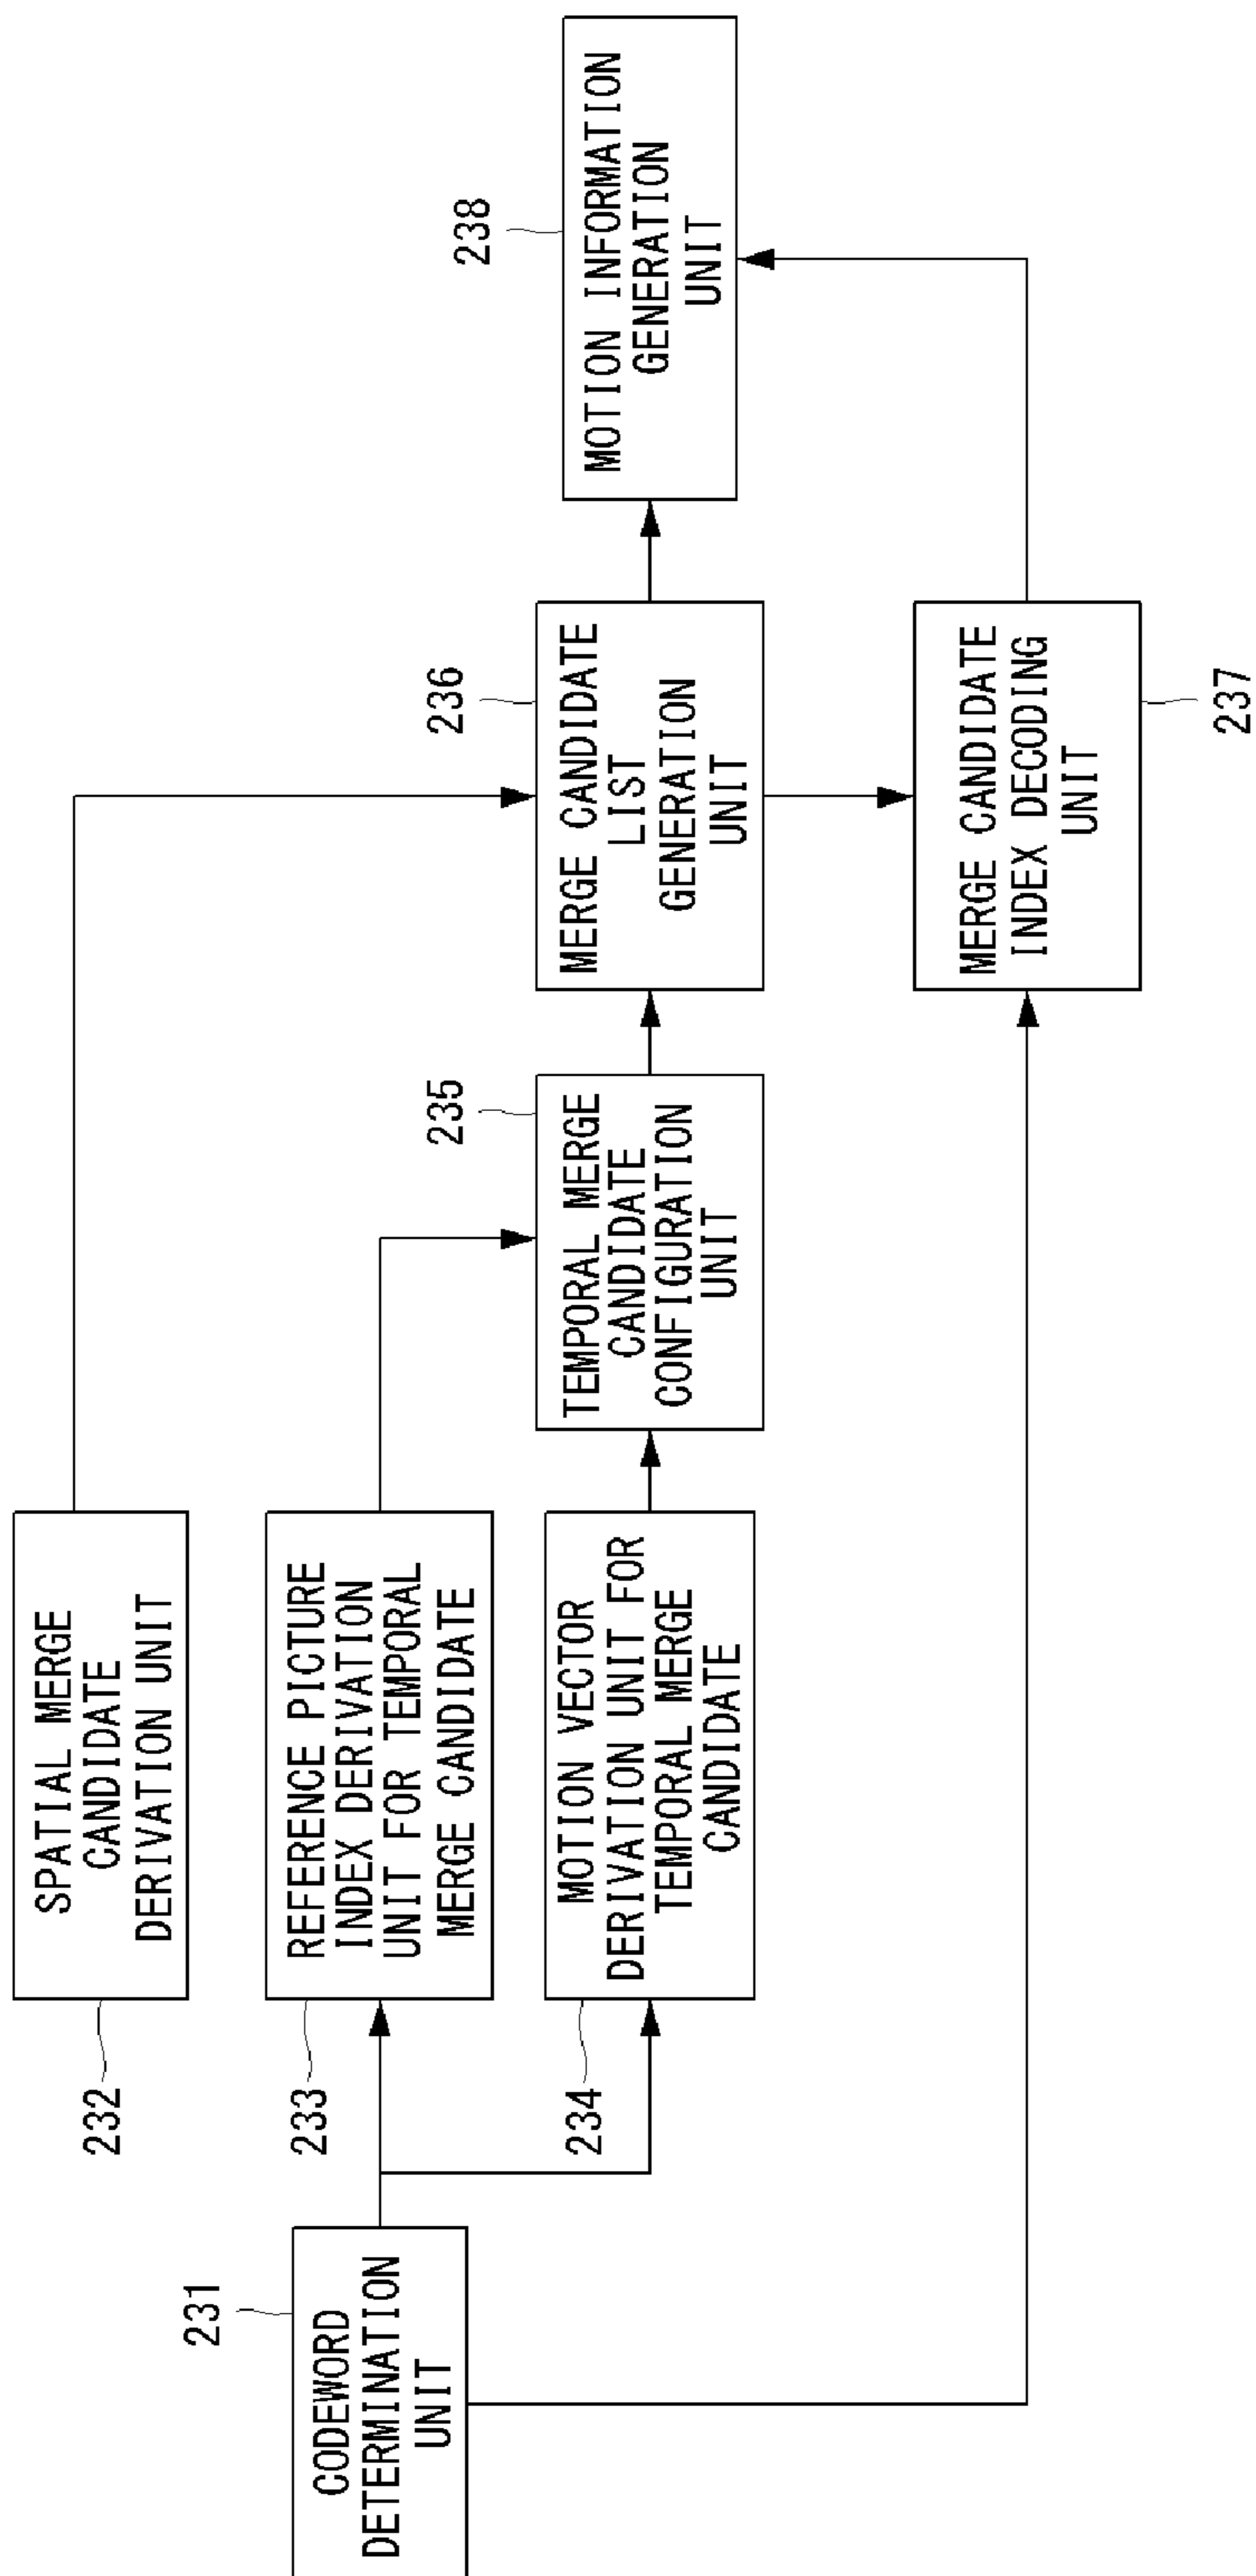 231
CODEWORD
DETERMINATION
UNIT
232
SPATIAL MERGE
CANDIDATE
DERIVATION UNIT
233
REFERENCE PICTURE
INDEX DERIVATION
UNIT FOR TEMPORAL
MERGE CANDIDATE
234
MOTION VECTOR
DERIVATION UNIT FOR
TEMPORAL MERGE
CANDIDATE
235
TEMPORAL MERGE
CANDIDATE
CONFIGURATION
UNIT
236
MERGE CANDIDATE
LIST
GENERATION
UNIT
MERGE CANDIDATE
INDEX DECODING
UNIT
237
238
MOTION INFORMATION
GENERATION
UNIT